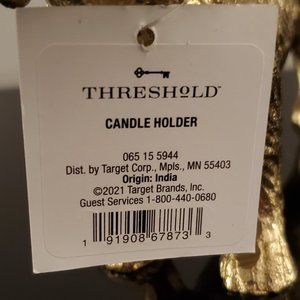 THRESHOLD
CANDLE HOLDER
065 15 5944
Dist. by Target Corp., Mpls., MN 55403
Origin: India
©2021 Target Brands, Inc.
Guest Services 1-800-440-0680
1 91908 67873 3